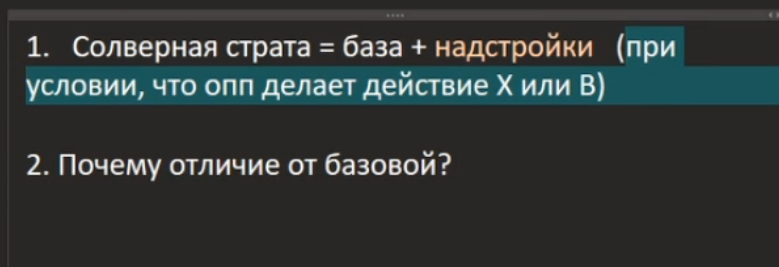 1. Солверная страта = база + надстройки (при
условии, что опп делает действие X или B)
2. Почему отличие от базовой?